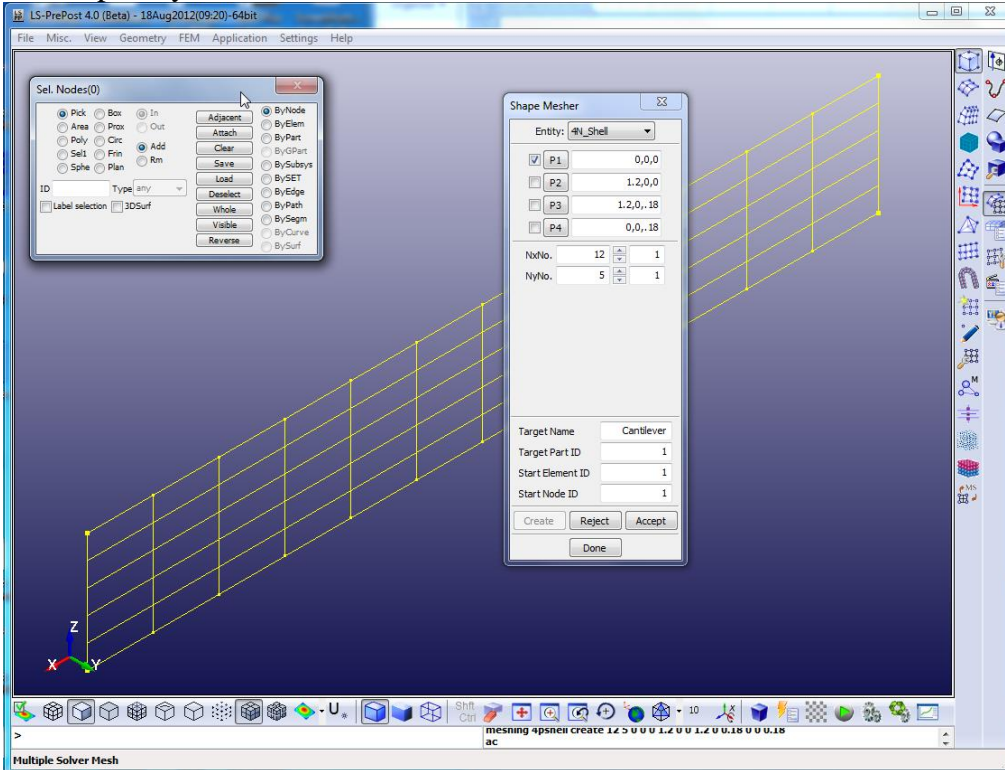 LS-PrePost 4.0 (Beta) - 18Aug2012(09:20)-64bit
File Misc. View Geometry FEM Application Settings Help
Sel. Nodes(0)
Pick Box In Adjacent ByNode
Area Prox Out Attach ByElem
Poly Circ Clear ByPart
Sel1 Frin Add Save ByGPart
Sphe Plan Rm Load BySubsys
ID Type any Deselect BySET
Label selection 3DSurf Whole ByEdge
Visible ByPath
Reverse BySegm
ByCurve
BySurf
Shape Mesher
Entity: 4N_Shell
P1 0,0,0
P2 1.2,0,0
P3 1.2,0,.18
P4 0,0,.18
NxNo. 12 1
NyNo. 5 1
Target Name Cantilever
Target Part ID 1
Start Element ID 1
Start Node ID 1
Create Reject Accept
Done
Z
X Y
M
MS
U
Shft
Ctrl
10
> meshing 4pshell create 12 5 0 0 0 1.2 0 0 1.2 0 0.18 0 0 0.18
ac
Multiple Solver Mesh